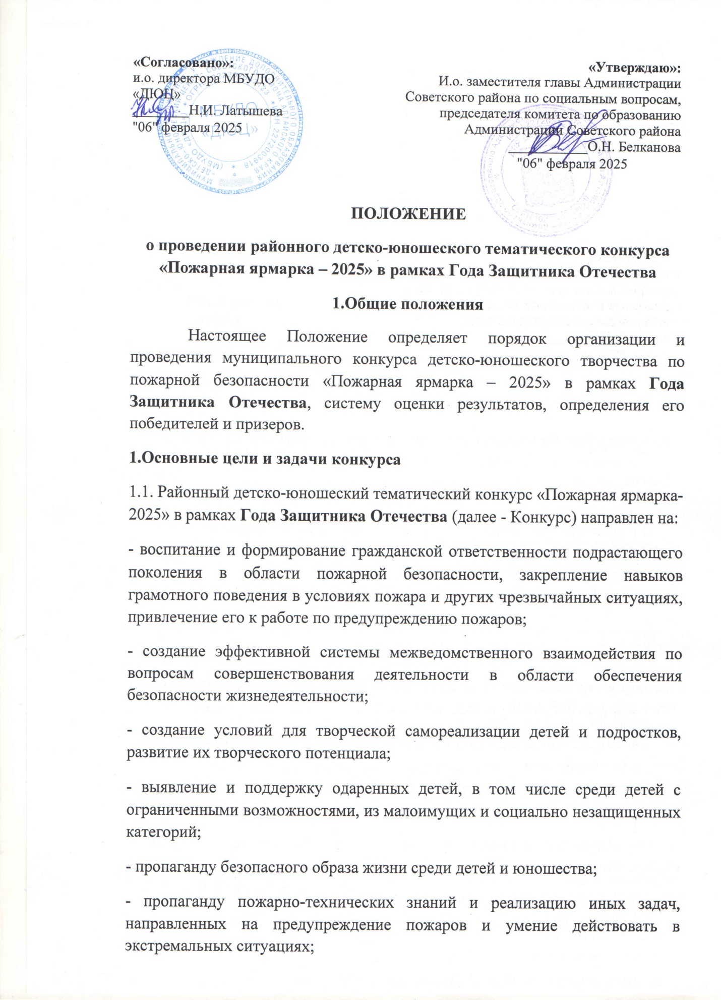 «Согласовано»:
и.о. директора МБУДО
«ДЮЦ»
________Н.И. Латышева
"06" февраля 2025
«Утверждаю»:
И.о. заместителя главы Администрации
Советского района по социальным вопросам,
председателя комитета по образованию
Администрации Советского района
___________О.Н. Белканова
"06" февраля 2025
МБУДО
«ДЮЦ»
ПОЛОЖЕНИЕ
о проведении районного детско-юношеского тематического конкурса
«Пожарная ярмарка – 2025» в рамках Года Защитника Отечества
1.Общие положения
Настоящее Положение определяет порядок организации и
проведения муниципального конкурса детско-юношеского творчества по
пожарной безопасности «Пожарная ярмарка – 2025» в рамках Года
Защитника Отечества, систему оценки результатов, определения его
победителей и призеров.
1.Основные цели и задачи конкурса
1.1. Районный детско-юношеский тематический конкурс «Пожарная ярмарка-
2025» в рамках Года Защитника Отечества (далее - Конкурс) направлен на:
- воспитание и формирование гражданской ответственности подрастающего
поколения в области пожарной безопасности, закрепление навыков
грамотного поведения в условиях пожара и других чрезвычайных ситуациях,
привлечение его к работе по предупреждению пожаров;
- создание эффективной системы межведомственного взаимодействия по
вопросам совершенствования деятельности в области обеспечения
безопасности жизнедеятельности;
- создание условий для творческой самореализации детей и подростков,
развитие их творческого потенциала;
- выявление и поддержку одаренных детей, в том числе среди детей с
ограниченными возможностями, из малоимущих и социально незащищенных
категорий;
- пропаганду безопасного образа жизни среди детей и юношества;
- пропаганду пожарно-технических знаний и реализацию иных задач,
направленных на предупреждение пожаров и умение действовать в
экстремальных ситуациях;